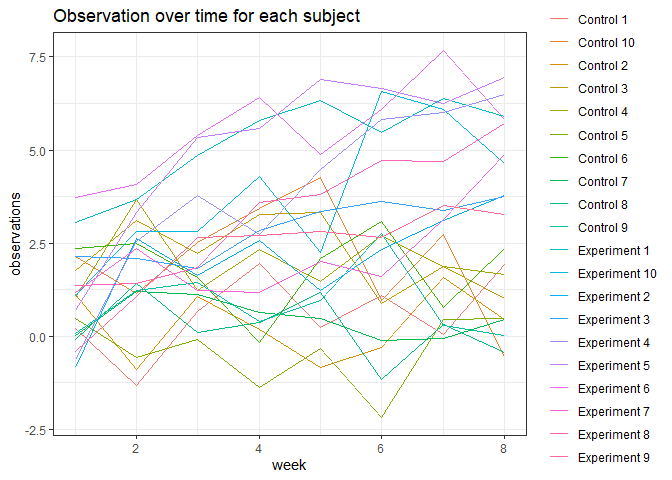 Observation over time for each subject
observations
7.5
5.0
2.5
0.0
-2.5
2
4
6
8
week
Control 1
Control 10
Control 2
Control 3
Control 4
Control 5
Control 6
Control 7
Control 8
Control 9
Experiment 1
Experiment 10
Experiment 2
Experiment 3
Experiment 4
Experiment 5
Experiment 6
Experiment 7
Experiment 8
Experiment 9